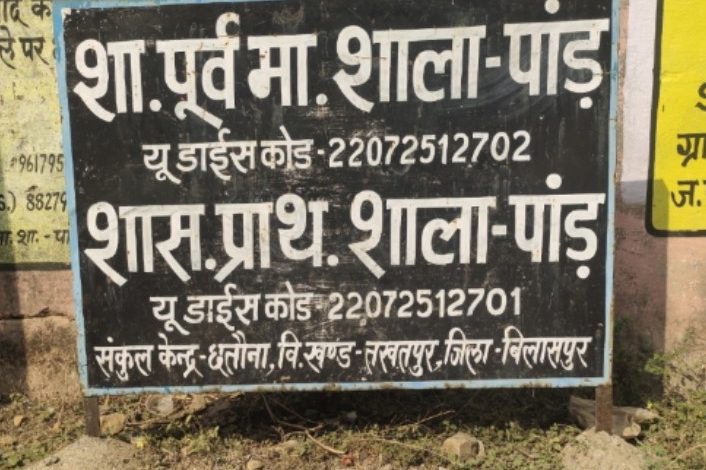 शा.पूर्व मा. शाला-पांड़
यू डाईस कोड-22072512702
शास.प्राथ. शाला-पांड़
यू डाईस कोड-22072512701
संकुल केन्द्र-छतौना, वि.खण्ड-तखतपुर, जिला-बिलासपुर